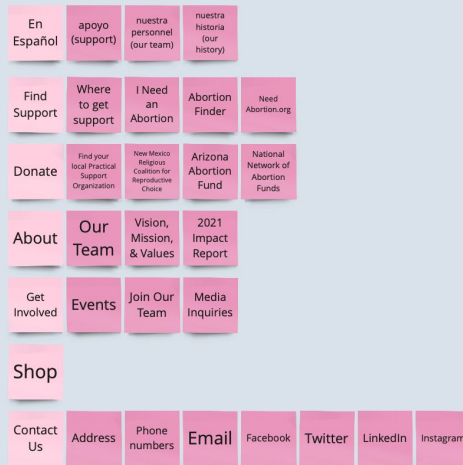 En
Español
apoyo
(support)
nuestra
personnel
(our team)
nuestra
historia
(our
history)
Find
Support
Where
to get
support
I Need
an
Abortion
Abortion
Finder
Need
Abortion.org
Donate
Find your
local Practical
Support
Organization
New Mexico
Religious
Coalition for
Reproductive
Choice
Arizona
Abortion
Fund
National
Network of
Abortion
Funds
About
Our
Team
Vision,
Mission,
& Values
2021
Impact
Report
Get
Involved
Events
Join Our
Team
Media
Inquiries
Shop
Contact
Us
Address
Phone
numbers
Email
Facebook
Twitter
LinkedIn
Instagram